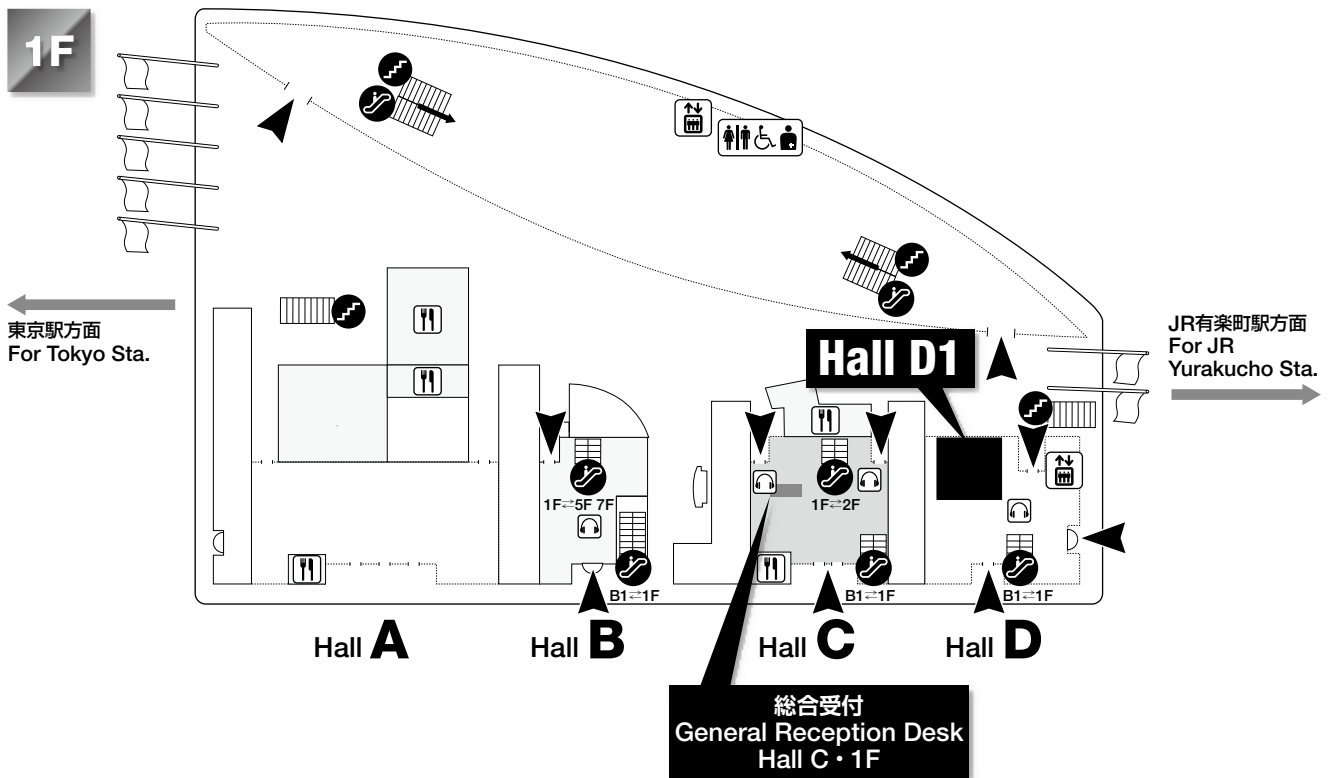 1F
東京駅方面
For Tokyo Sta.
JR有楽町駅方面
For JR
Yurakucho Sta.
Hall D1
1F⇄5F 7F
1F⇄2F
B1⇄1F
B1⇄1F
B1⇄1F
Hall A
Hall B
Hall C
Hall D
総合受付
General Reception Desk
Hall C・1F